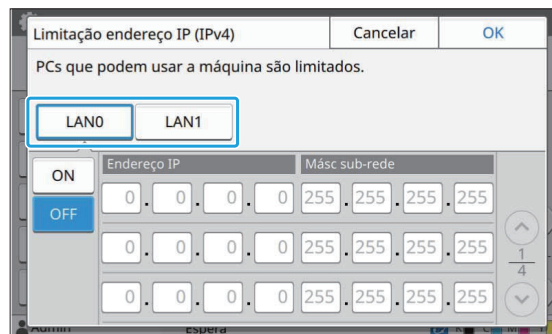 Limitação endereço IP (IPv4) Cancelar OK
PCs que podem usar a máquina são limitados.
LAN0 LAN1
Endereço IP Másc sub-rede
ON
0 . 0 . 0 . 0 255 . 255 . 255 . 255
OFF
0 . 0 . 0 . 0 255 . 255 . 255 . 255
1
4
0 . 0 . 0 . 0 255 . 255 . 255 . 255
Admin Espera